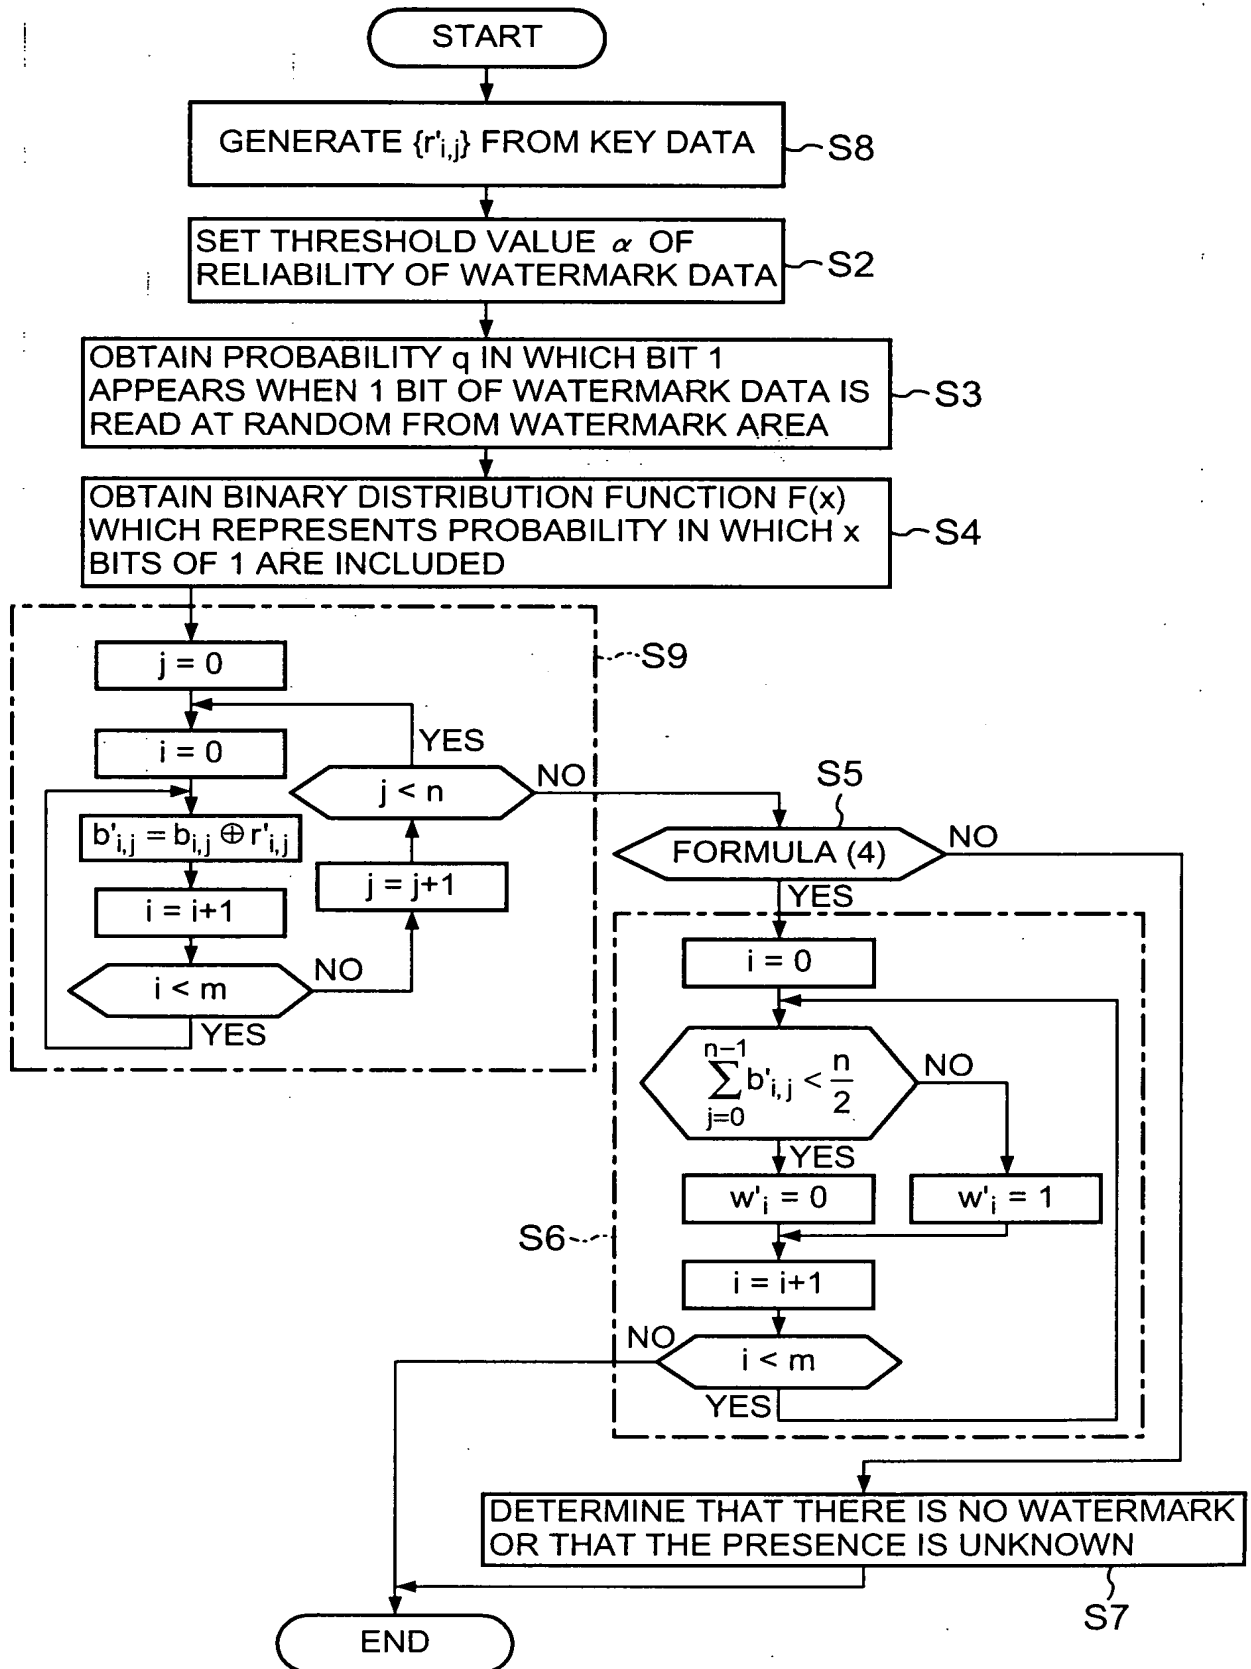 START
GENERATE {r'i,j} FROM KEY DATA
S8
SET THRESHOLD VALUE α OF
RELIABILITY OF WATERMARK DATA
S2
OBTAIN PROBABILITY q IN WHICH BIT 1
APPEARS WHEN 1 BIT OF WATERMARK DATA IS
READ AT RANDOM FROM WATERMARK AREA
S3
OBTAIN BINARY DISTRIBUTION FUNCTION F(x)
WHICH REPRESENTS PROBABILITY IN WHICH x
BITS OF 1 ARE INCLUDED
S4
S9
j = 0
i = 0
b'i,j = bi,j ⊕ r'i,j
i = i+1
i < m
YES
NO
j = j+1
j < n
YES
NO
S5
FORMULA (4)
NO
YES
S6
i = 0
n−1
∑ b'i,j < n/2
j=0
NO
YES
w'i = 0
w'i = 1
i = i+1
i < m
NO
YES
DETERMINE THAT THERE IS NO WATERMARK
OR THAT THE PRESENCE IS UNKNOWN
S7
END